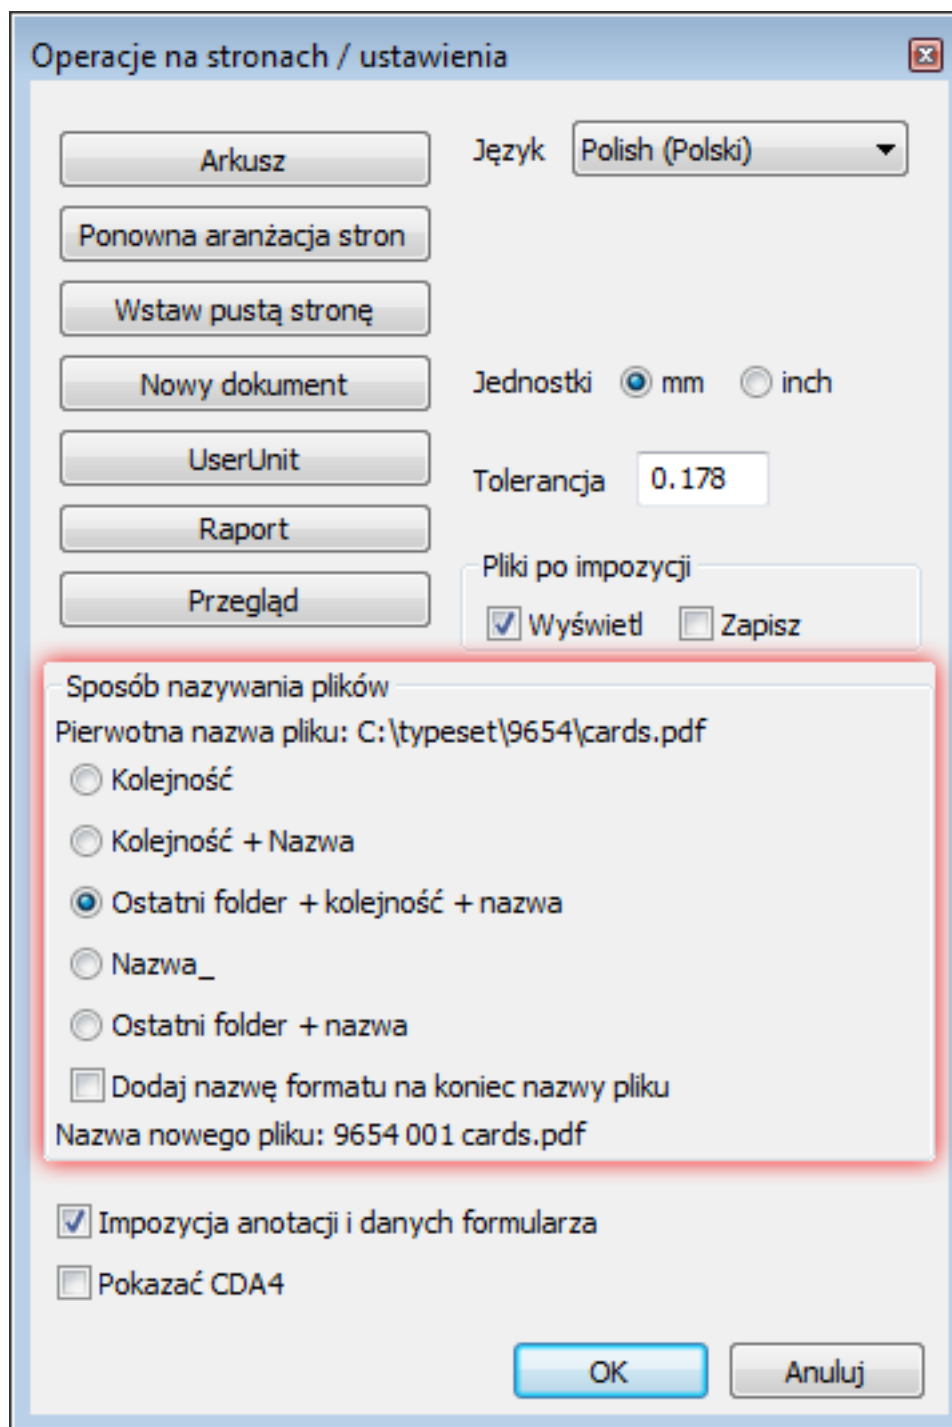 Operacje na stronach / ustawienia
Arkusz
Język Polish (Polski)
Ponowna aranżacja stron
Wstaw pustą stronę
Nowy dokument
Jednostki mm inch
UserUnit
Tolerancja 0.178
Raport
Pliki po impozycji
Przegląd
Wyświetl Zapisz
Sposób nazywania plików
Pierwotna nazwa pliku: C:\typeset\9654\cards.pdf
Kolejność
Kolejność + Nazwa
Ostatni folder + kolejność + nazwa
Nazwa_
Ostatni folder + nazwa
Dodaj nazwę formatu na koniec nazwy pliku
Nazwa nowego pliku: 9654 001 cards.pdf
Impozycja anotacji i danych formularza
Pokazać CDA4
OK Anuluj